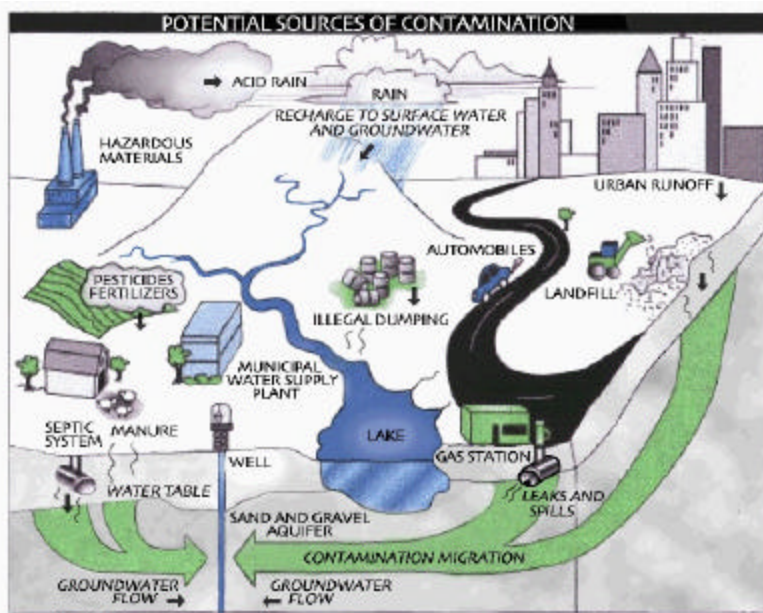 POTENTIAL SOURCES OF CONTAMINATION
ACID RAIN
RAIN
RECHARGE TO SURFACE WATER
AND GROUNDWATER
HAZARDOUS
MATERIALS
URBAN RUNOFF
AUTOMOBILES
PESTICIDES
FERTILIZERS
LANDFILL
ILLEGAL DUMPING
MUNICIPAL
WATER SUPPLY
PLANT
SEPTIC
SYSTEM
MANURE
LAKE
WELL
GAS STATION
WATER TABLE
LEAKS AND
SPILLS
SAND AND GRAVEL
AQUIFER
CONTAMINATION MIGRATION
GROUNDWATER
FLOW
GROUNDWATER
FLOW